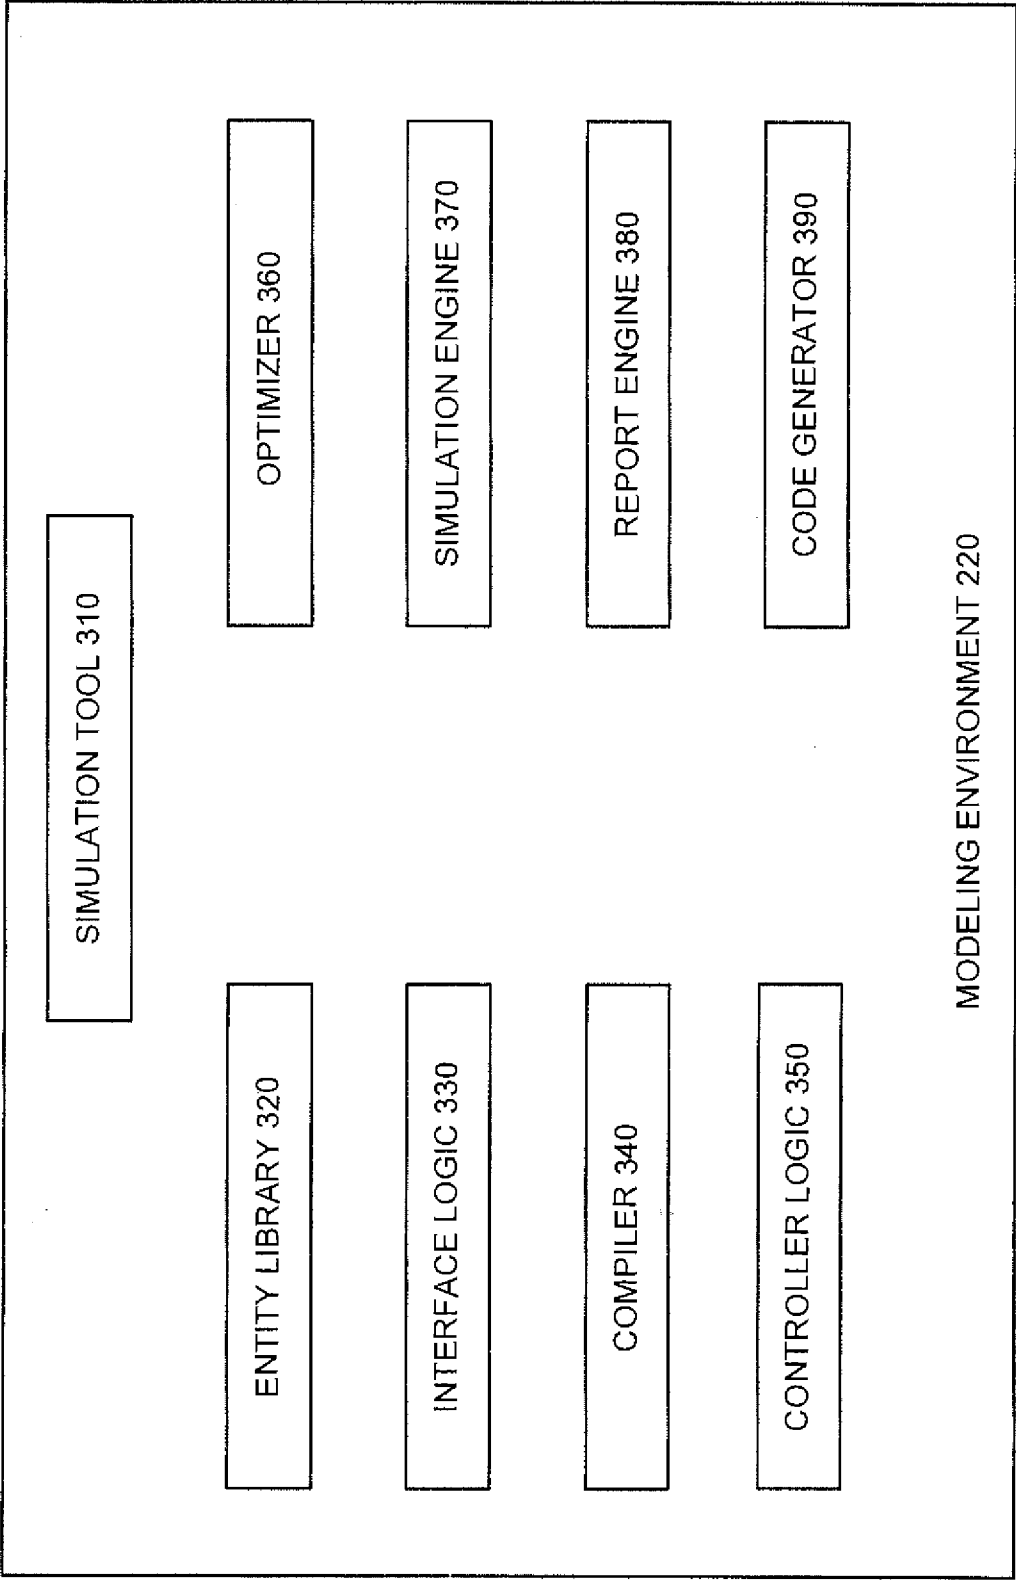 SIMULATION TOOL 310
ENTITY LIBRARY 320
INTERFACE LOGIC 330
COMPILER 340
CONTROLLER LOGIC 350
OPTIMIZER 360
SIMULATION ENGINE 370
REPORT ENGINE 380
CODE GENERATOR 390
MODELING ENVIRONMENT 220